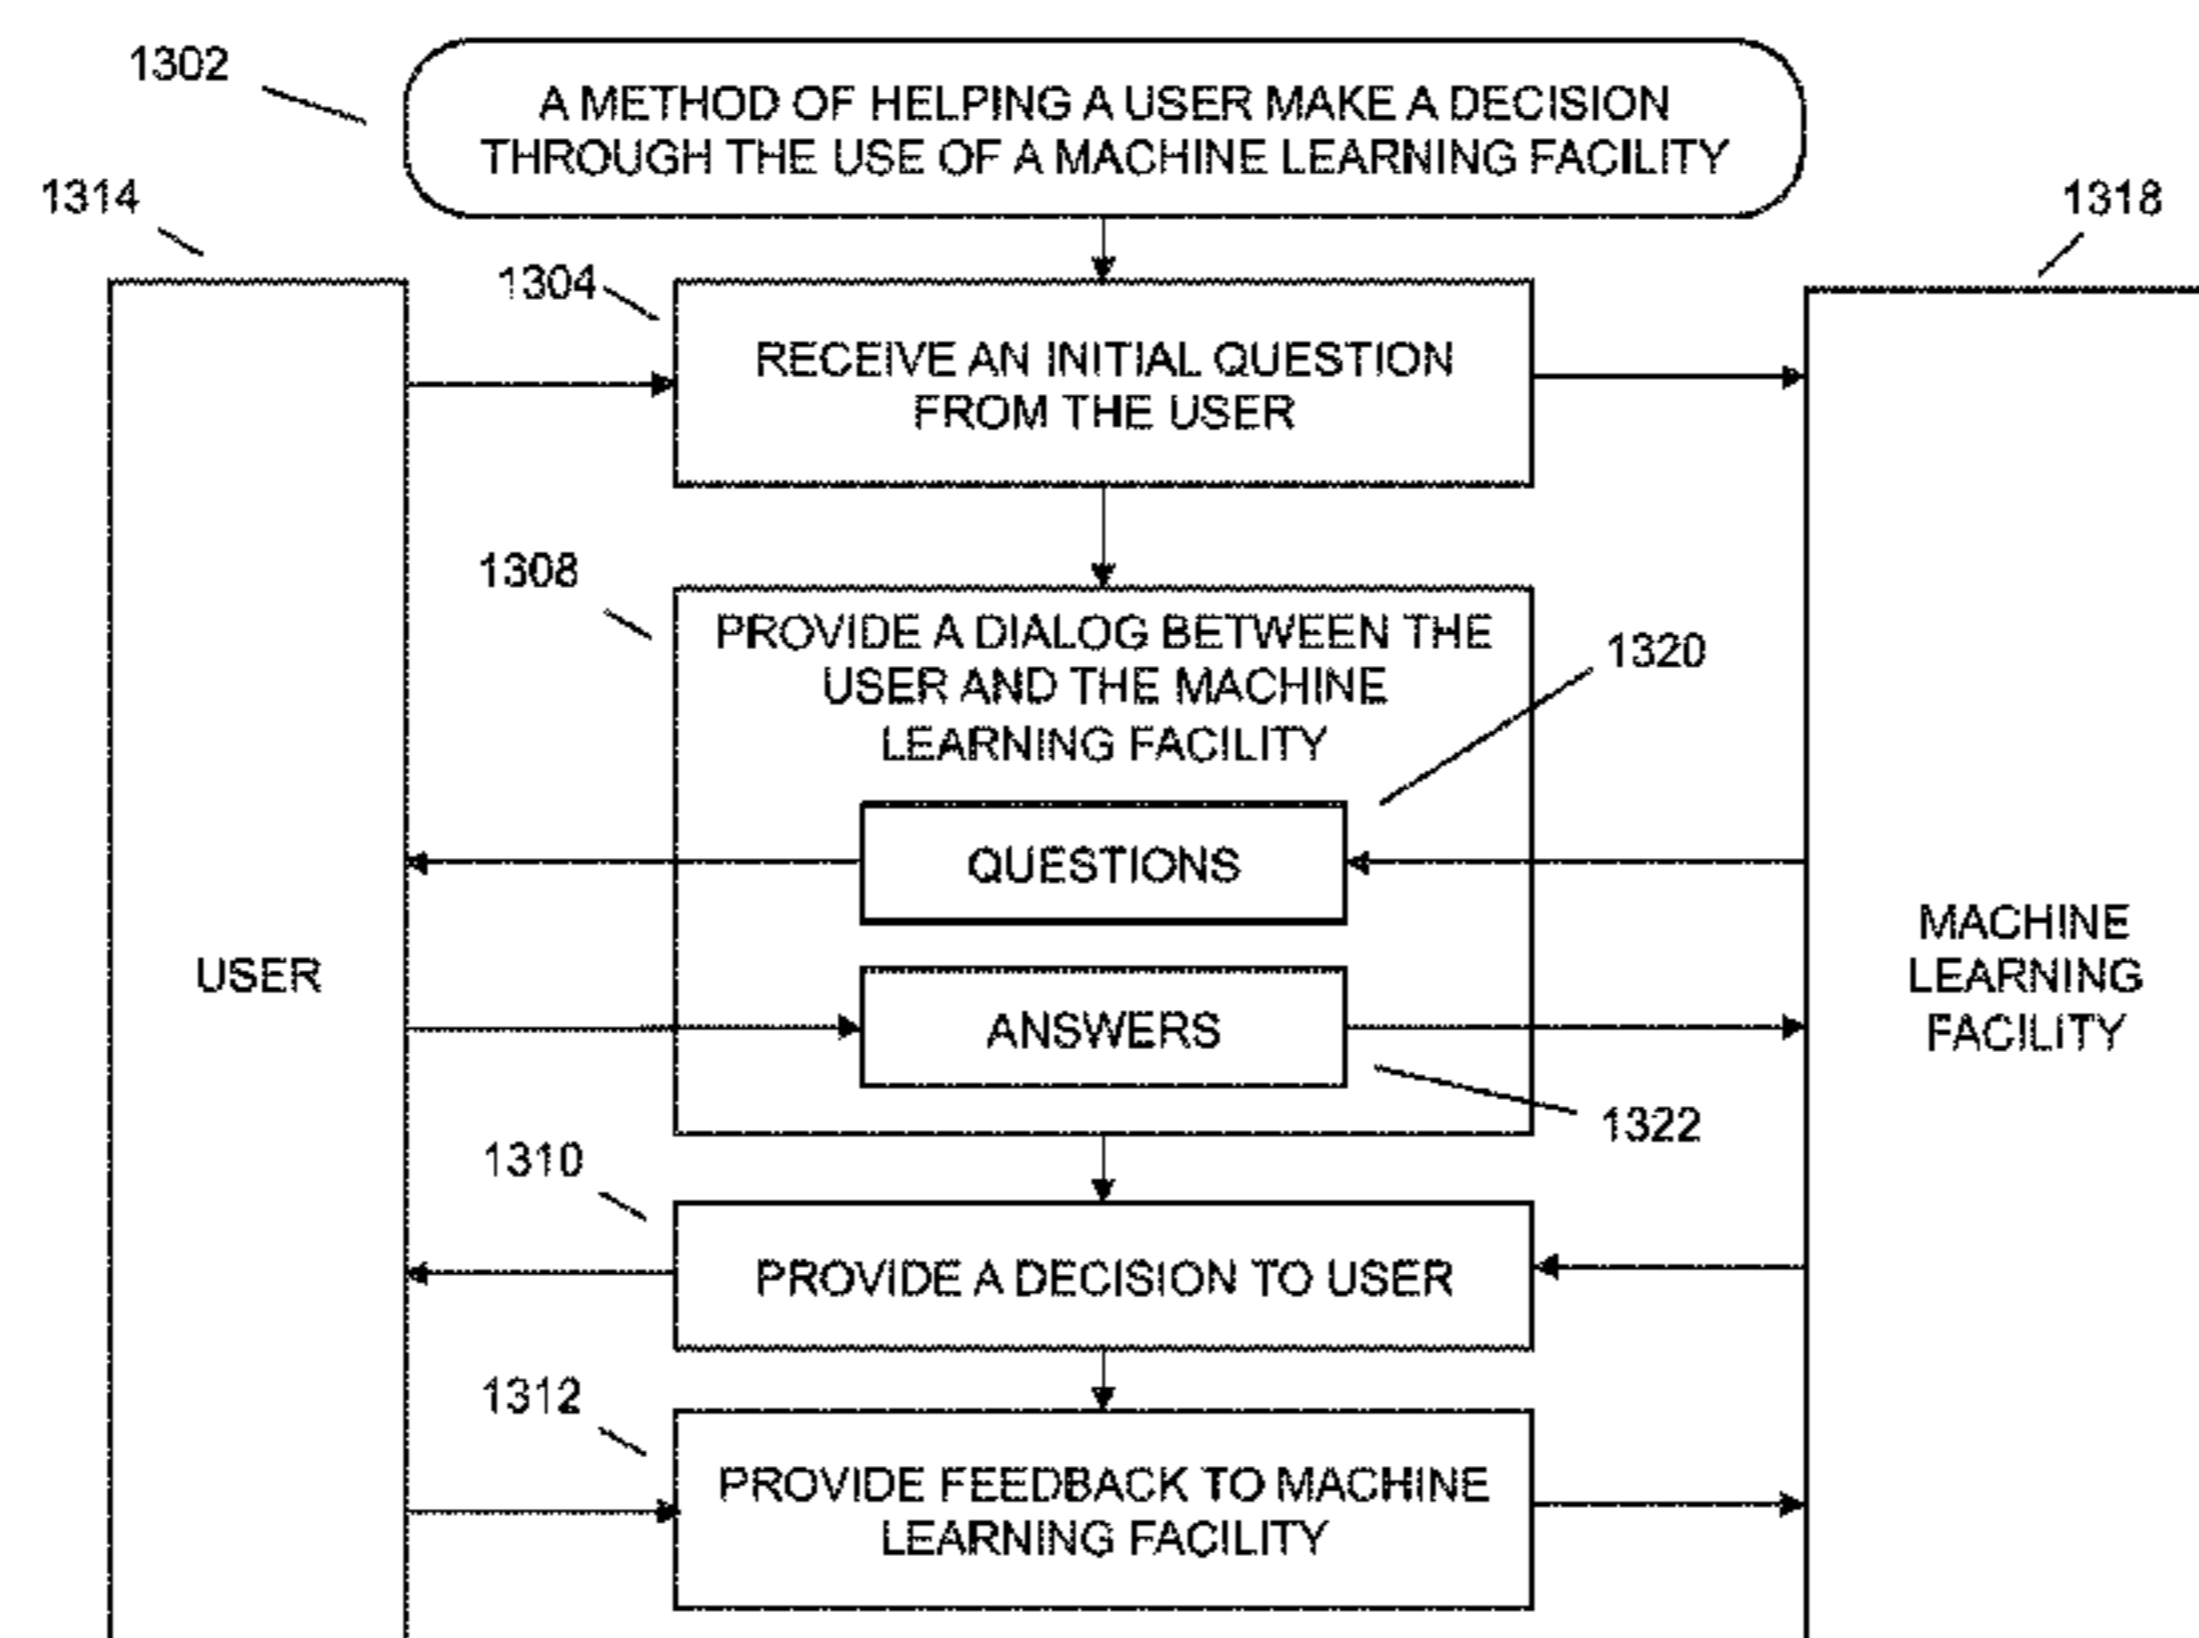 1302
A METHOD OF HELPING A USER MAKE A DECISION
THROUGH THE USE OF A MACHINE LEARNING FACILITY
1314
1318
1304
RECEIVE AN INITIAL QUESTION
FROM THE USER
1308
PROVIDE A DIALOG BETWEEN THE
USER AND THE MACHINE
LEARNING FACILITY
1320
QUESTIONS
USER
ANSWERS
MACHINE
LEARNING
FACILITY
1322
1310
PROVIDE A DECISION TO USER
1312
PROVIDE FEEDBACK TO MACHINE
LEARNING FACILITY